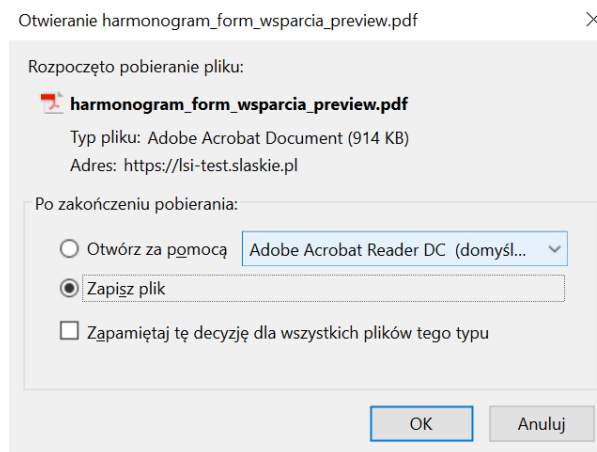 Otwieranie harmonogram_form_wsparcia_preview.pdf
Rozpoczęto pobieranie pliku:
harmonogram_form_wsparcia_preview.pdf
Typ pliku: Adobe Acrobat Document (914 KB)
Adres: https://lsi-test.slaskie.pl
Po zakończeniu pobierania:
Otwórz za pomocą Adobe Acrobat Reader DC (domyśl...
Zapisz plik
Zapamiętaj tę decyzję dla wszystkich plików tego typu
OK Anuluj